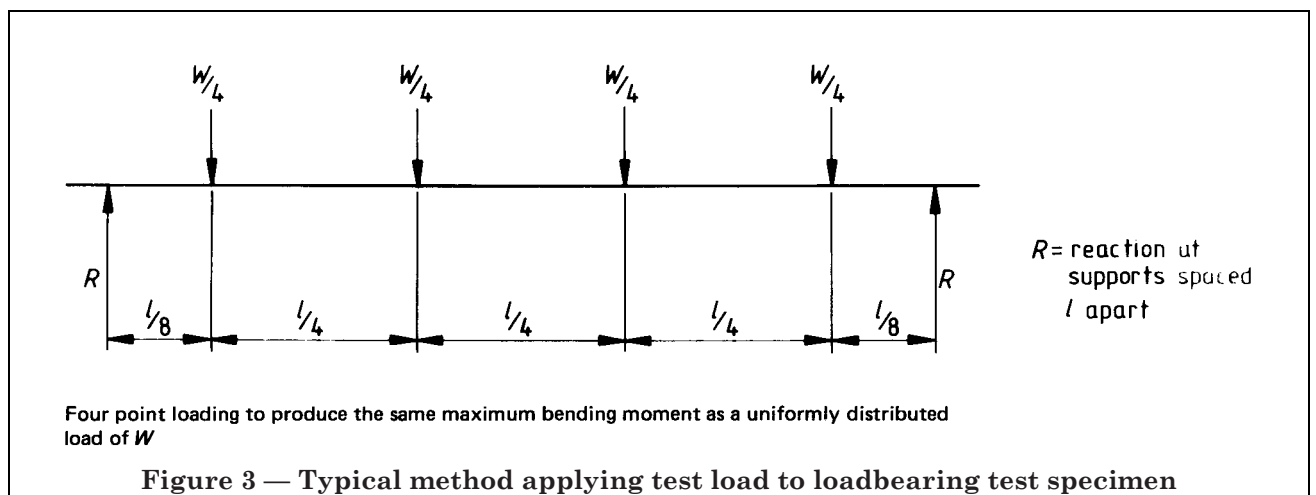 W/4 W/4 W/4 W/4
R R
l/8 l/4 l/4 l/4 l/8
R = reaction at
supports spaced
l apart
Four point loading to produce the same maximum bending moment as a uniformly distributed
load of W
Figure 3 — Typical method applying test load to loadbearing test specimen